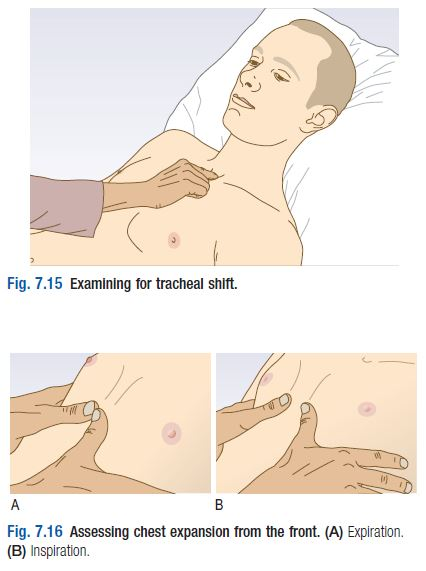 Fig. 7.15 Examining for tracheal shift.
A
B
Fig. 7.16 Assessing chest expansion from the front. (A) Expiration.
(B) Inspiration.